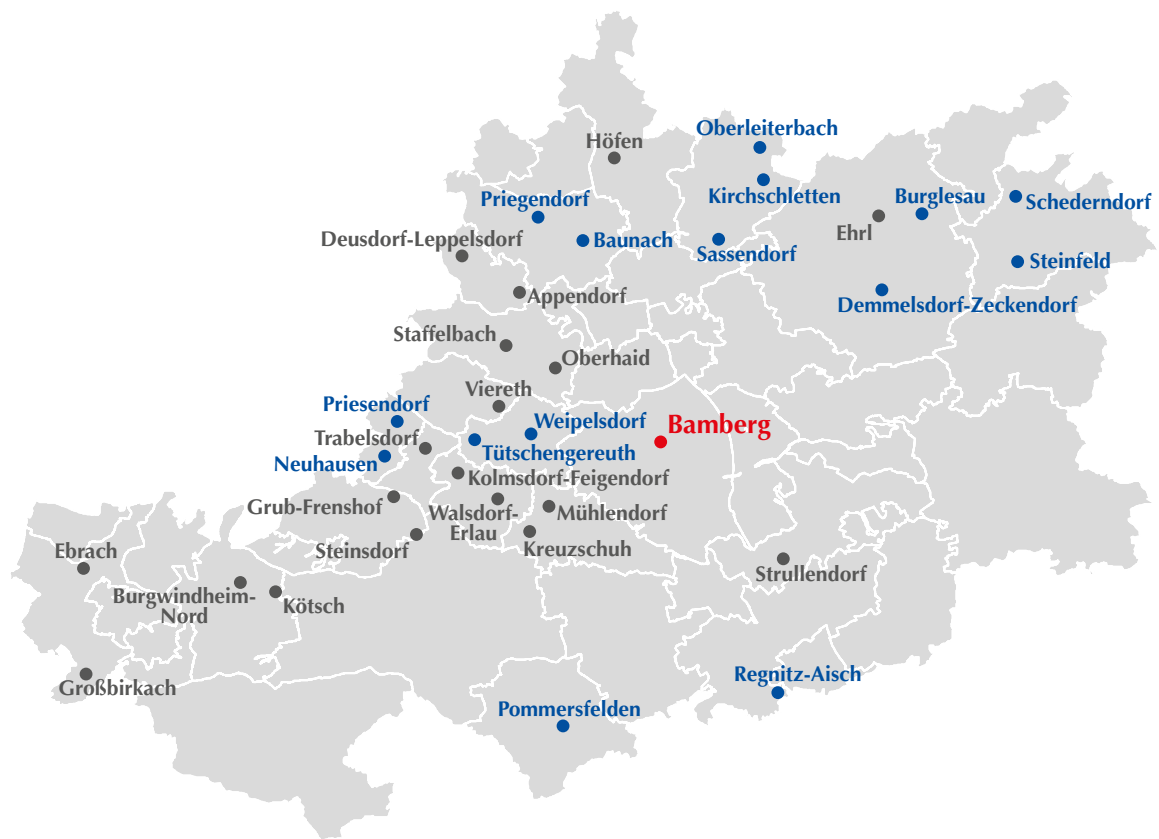 Oberleiterbach
Höfen
Kirchschletten
Priegendorf
Burglesau
Schederndorf
Ehrl
Deusdorf-Leppelsdorf
Baunach
Sassendorf
Steinfeld
Appendorf
Demmelsdorf-Zeckendorf
Staffelbach
Oberhaid
Viereth
Priesendorf
Weipelsdorf
Bamberg
Trabelsdorf
Tütschengereuth
Neuhausen
Kolmsdorf-Feigendorf
Grub-Frenshof
Walsdorf-
Erlau
Mühlendorf
Steinsdorf
Kreuzschuh
Ebrach
Strullendorf
Burgwindheim-
Nord
Kötsch
Großbirkach
Regnitz-Aisch
Pommersfelden